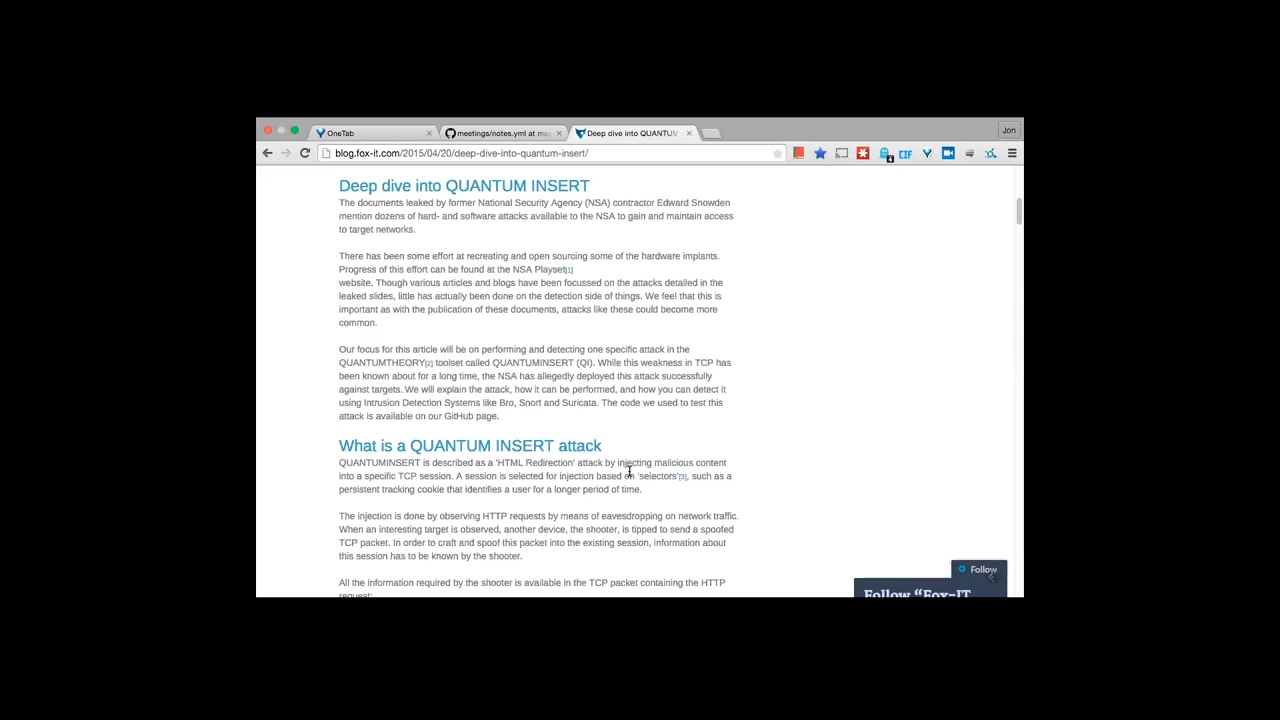 OneTab
meetings/notes.yml at ma
Deep dive into QUANTUM
Jon
blog.fox-it.com/2015/04/20/deep-dive-into-quantum-insert/
4
CIF
Deep dive into QUANTUM INSERT
The documents leaked by former National Security Agency (NSA) contractor Edward Snowden
mention dozens of hard- and software attacks available to the NSA to gain and maintain access
to target networks.
There has been some effort at recreating and open sourcing some of the hardware implants.
Progress of this effort can be found at the NSA Playset[1]
website. Though various articles and blogs have been focussed on the attacks detailed in the
leaked slides, little has actually been done on the detection side of things. We feel that this is
important as with the publication of these documents, attacks like these could become more
common.
Our focus for this article will be on performing and detecting one specific attack in the
QUANTUMTHEORY[2] toolset called QUANTUMINSERT (QI). While this weakness in TCP has
been known about for a long time, the NSA has allegedly deployed this attack successfully
against targets. We will explain the attack, how it can be performed, and how you can detect it
using Intrusion Detection Systems like Bro, Snort and Suricata. The code we used to test this
attack is available on our GitHub page.
What is a QUANTUM INSERT attack
QUANTUMINSERT is described as a ‘HTML Redirection’ attack by injecting malicious content
into a specific TCP session. A session is selected for injection based on ‘selectors’[3], such as a
persistent tracking cookie that identifies a user for a longer period of time.
The injection is done by observing HTTP requests by means of eavesdropping on network traffic.
When an interesting target is observed, another device, the shooter, is tipped to send a spoofed
TCP packet. In order to craft and spoof this packet into the existing session, information about
this session has to be known by the shooter.
All the information required by the shooter is available in the TCP packet containing the HTTP
request:
Follow
Follow “Fox-IT